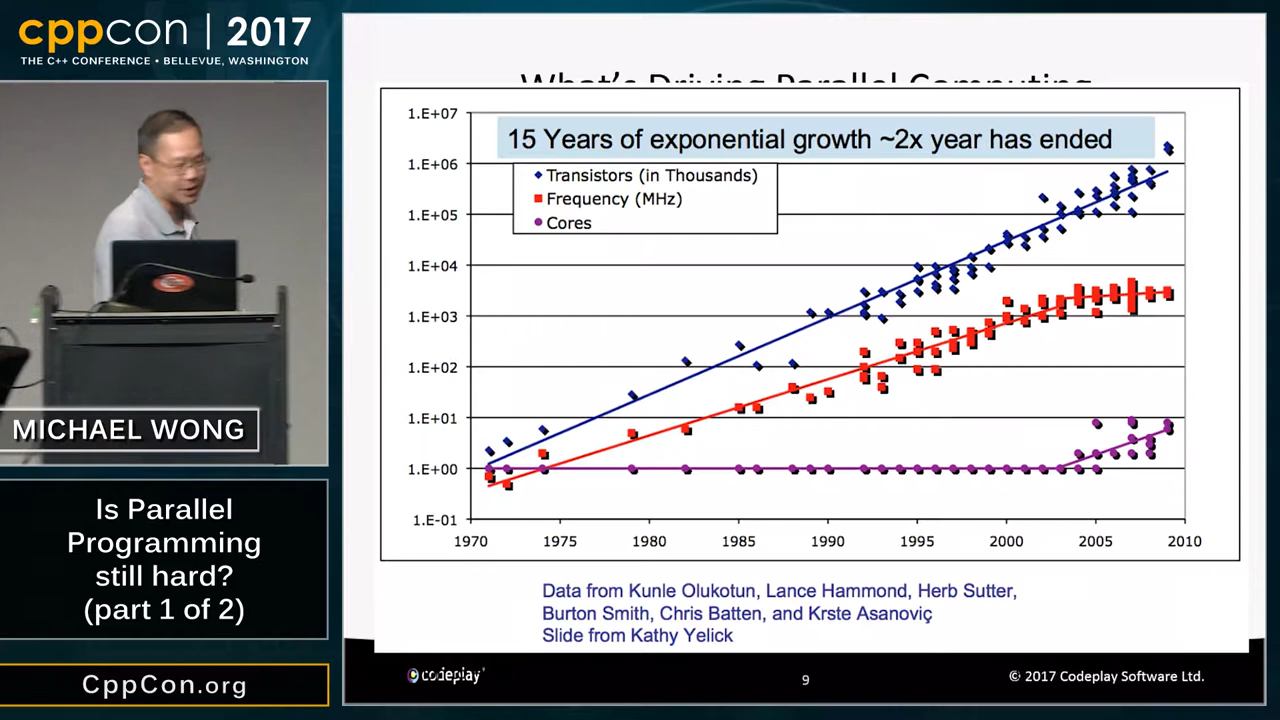 cppcon | 2017
THE C++ CONFERENCE • BELLEVUE, WASHINGTON
MICHAEL WONG
Is Parallel
Programming
still hard?
(part 1 of 2)
CppCon.org
What's Driving Parallel Computing
15 Years of exponential growth ~2x year has ended
Transistors (in Thousands)
Frequency (MHz)
Cores
1.E+07
1.E+06
1.E+05
1.E+04
1.E+03
1.E+02
1.E+01
1.E+00
1.E-01
1970 1975 1980 1985 1990 1995 2000 2005 2010
Data from Kunle Olukotun, Lance Hammond, Herb Sutter,
Burton Smith, Chris Batten, and Krste Asanoviç
Slide from Kathy Yelick
codeplay
9
© 2017 Codeplay Software Ltd.